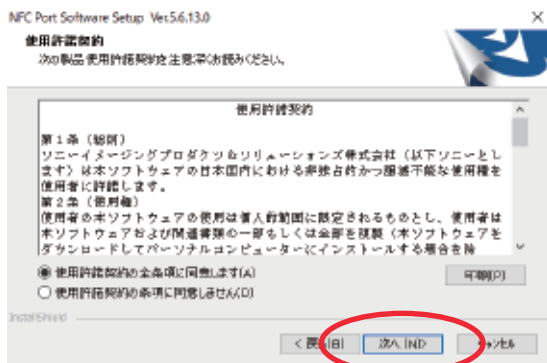 NFC Port Software Setup Ver.5.6.13.0
使用許諾契約
次の製品使用許諾契約を注意深くお読みください。
使用許諾契約
第１条（総則）
ソニーイメージングプロダクツ＆ソリューションズ株式会社（以下ソニーとし
ます）は本ソフトウェアの日本国内における非独占的かつ譲渡不能な使用権を
使用者に許諾します。
第２条（使用権）
使用者の本ソフトウェアの使用は個人的範囲に限定されるものとし、使用者は
本ソフトウェアおよび関連書類の一部もしくは全部を複製（本ソフトウェアを
ダウンロードしてパーソナルコンピューターにインストールする場合を除
使用許諾契約の全条項に同意します(A)
印刷(P)
使用許諾契約の条項に同意しません(D)
InstallShield
< 戻る(B)
次へ(N)>
キャンセル